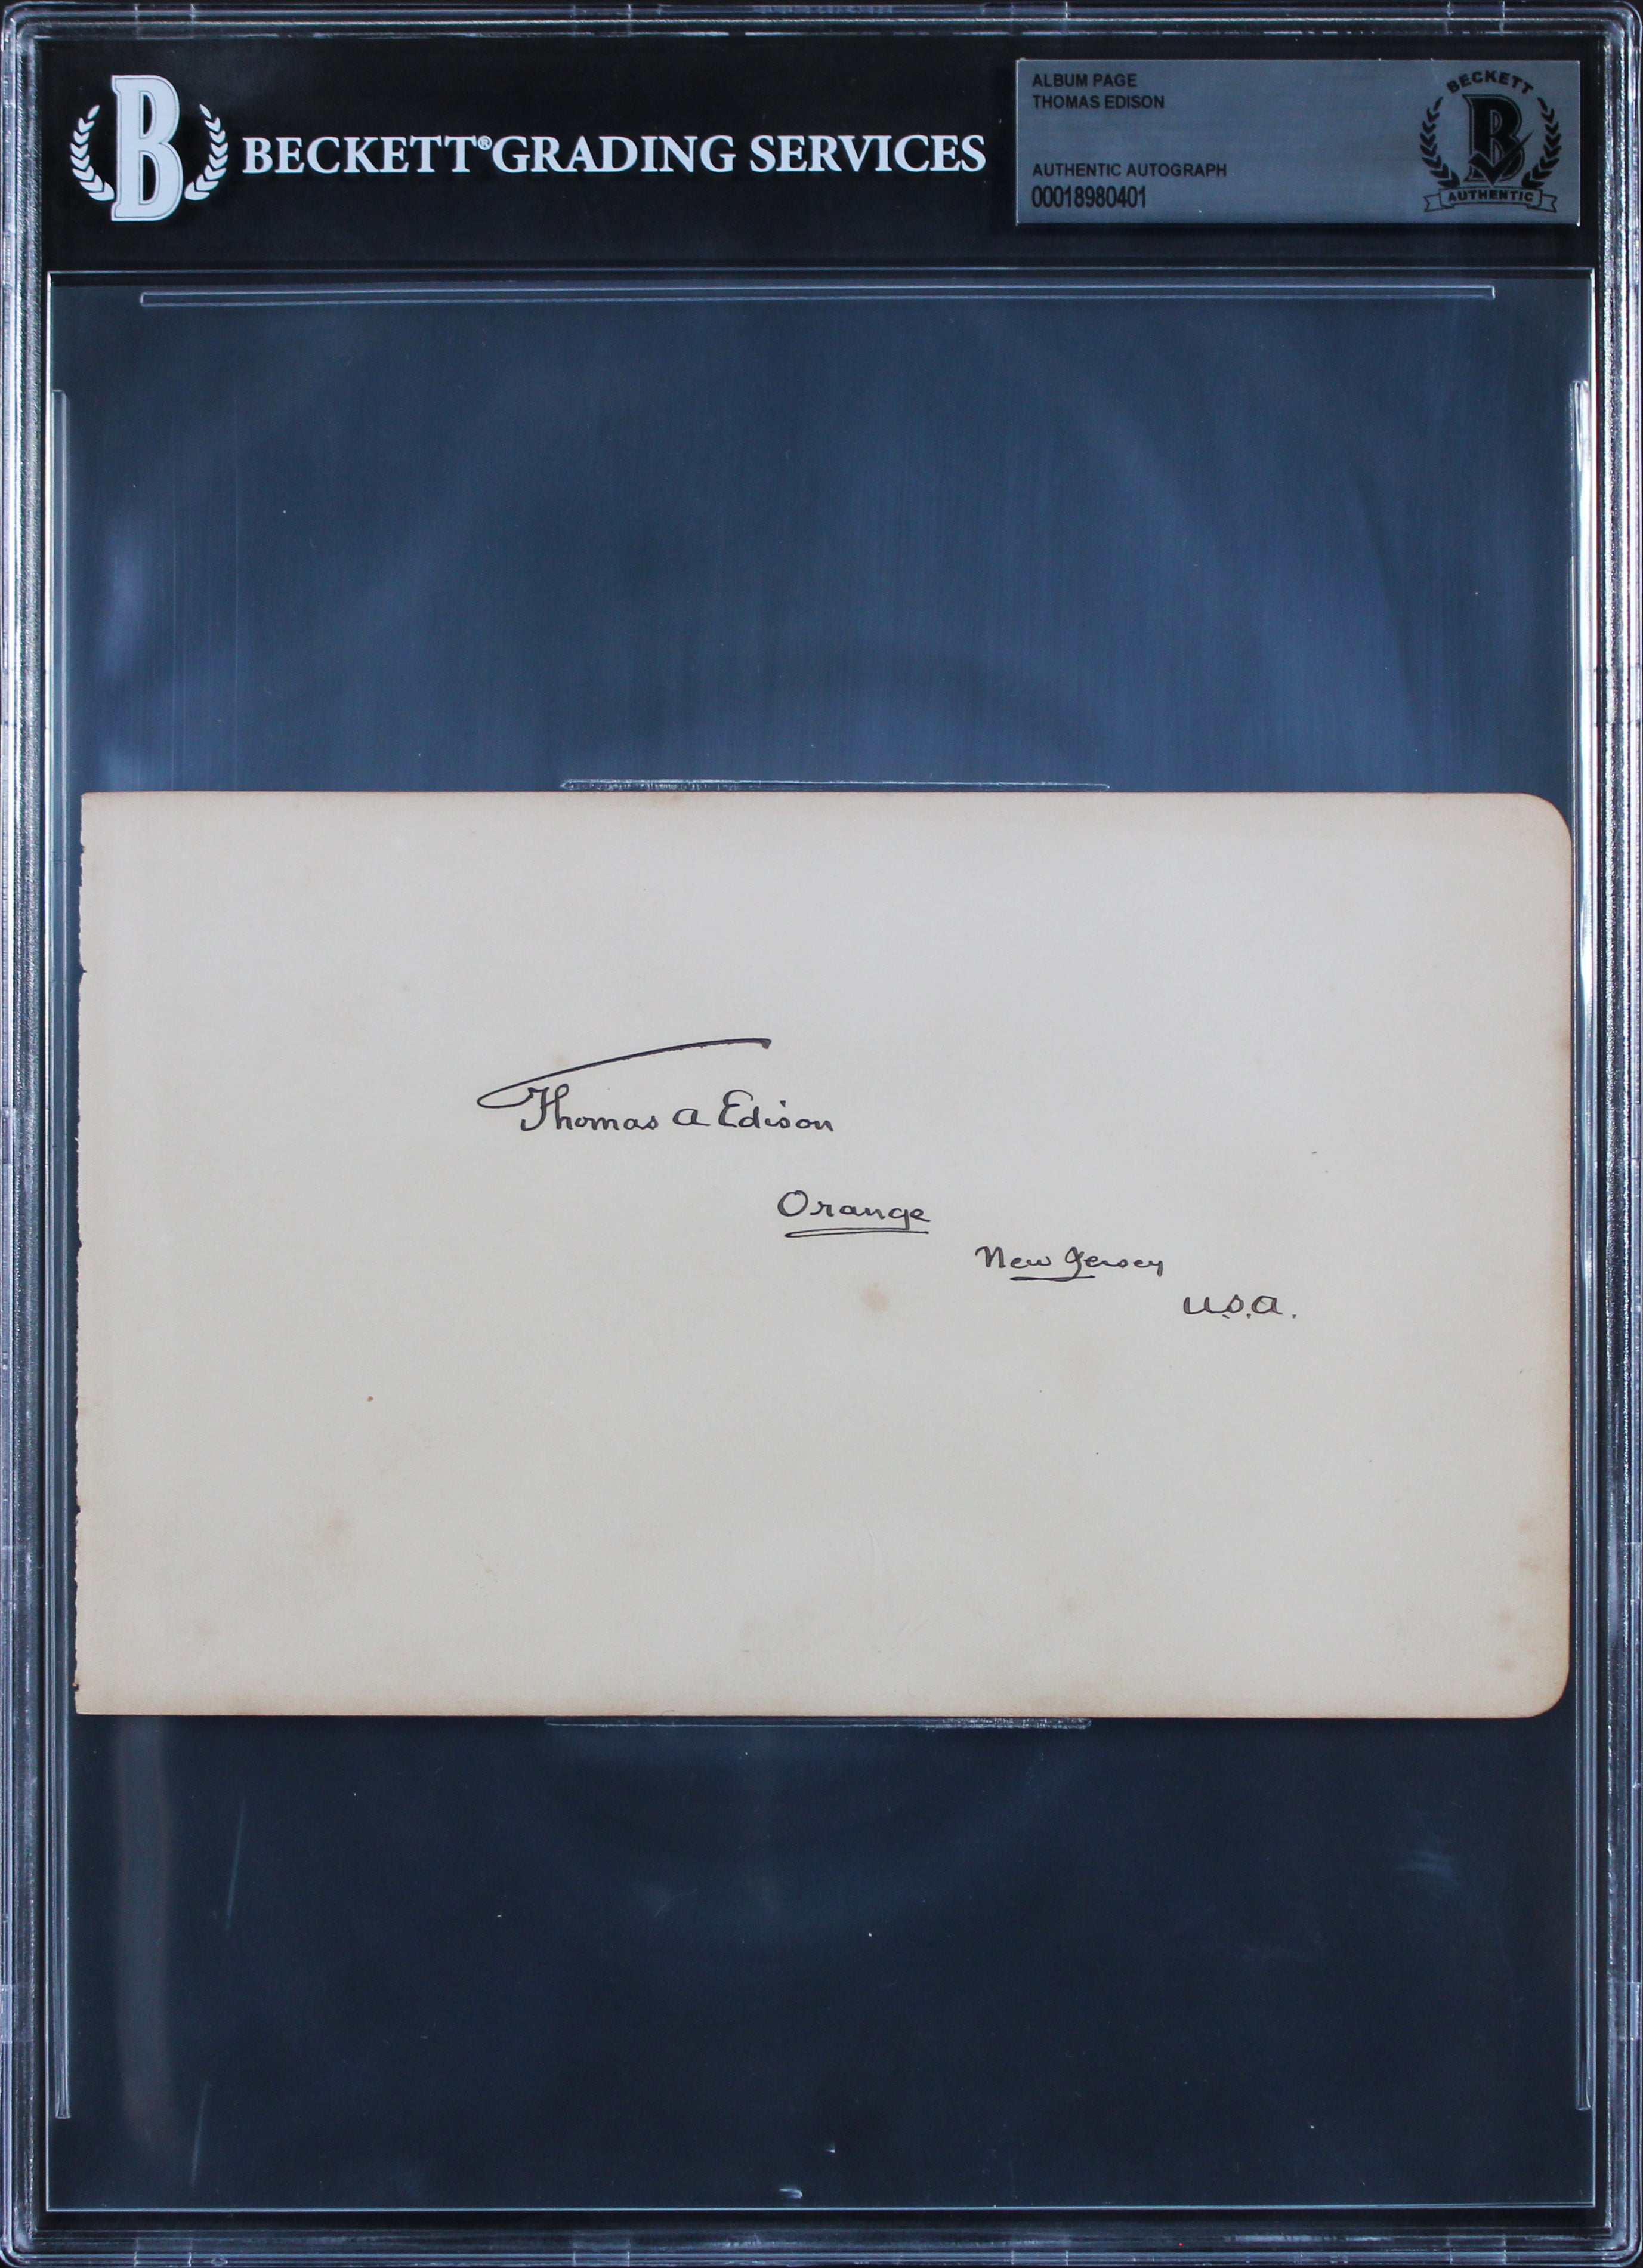 B BECKETT® GRADING SERVICES
ALBUM PAGE
THOMAS EDISON
AUTHENTIC AUTOGRAPH
00018980401
BECKETT
B
AUTHENTIC
Thomas A Edison
Orange
New Jersey
U.S.A.